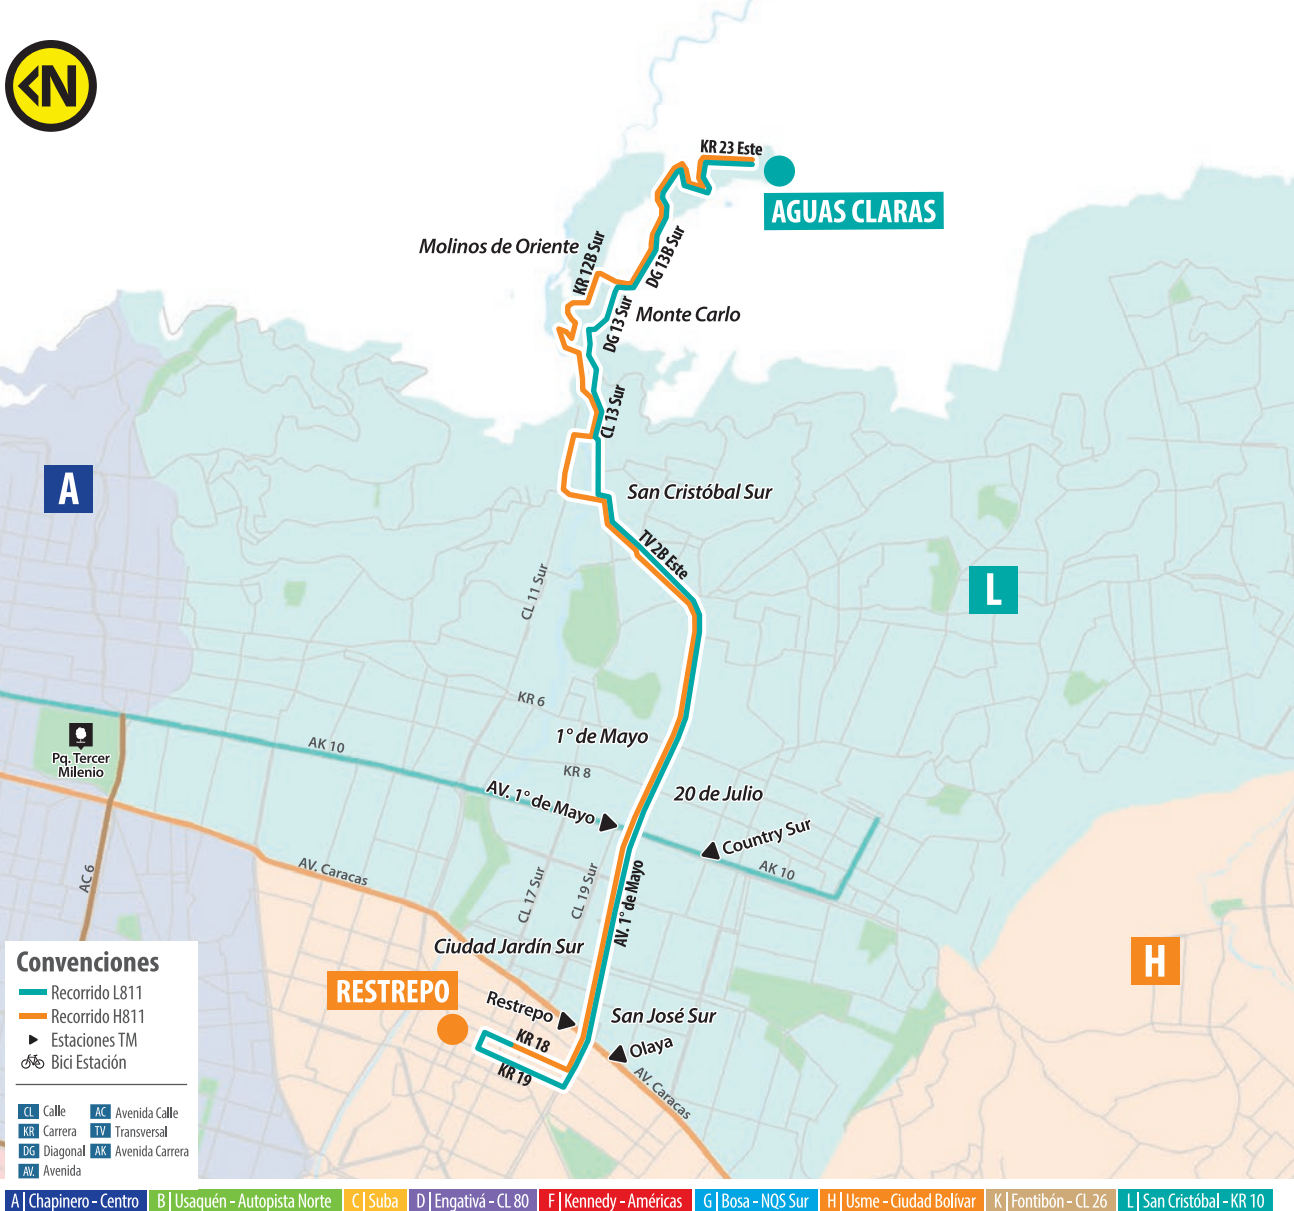 <N
KR 23 Este
AGUAS CLARAS
Molinos de Oriente
KR 12B Sur
DG 13B Sur
DG 13 Sur
Monte Carlo
CL 13 Sur
A
San Cristóbal Sur
TV 2B Este
L
CL 11 Sur
KR 6
Pq. Tercer
Milenio
AK 10
1° de Mayo
KR 8
AV. 1° de Mayo
20 de Julio
Country Sur
AK 10
AC 6
AV. Caracas
CL 17 Sur
CL 19 Sur
AV. 1° de Mayo
Ciudad Jardín Sur
H
RESTREPO
Restrepo
San José Sur
KR 18
Olaya
KR 19
AV. Caracas
Convenciones
Recorrido L811
Recorrido H811
Estaciones TM
Bici Estación
CL Calle
AC Avenida Calle
KR Carrera
TV Transversal
DG Diagonal
AK Avenida Carrera
AV. Avenida
A | Chapinero - Centro
B | Usaquén - Autopista Norte
C | Suba
D | Engativá - CL 80
F | Kennedy - Américas
G | Bosa - NQS Sur
H | Usme - Ciudad Bolívar
K | Fontibón - CL 26
L | San Cristóbal - KR 10